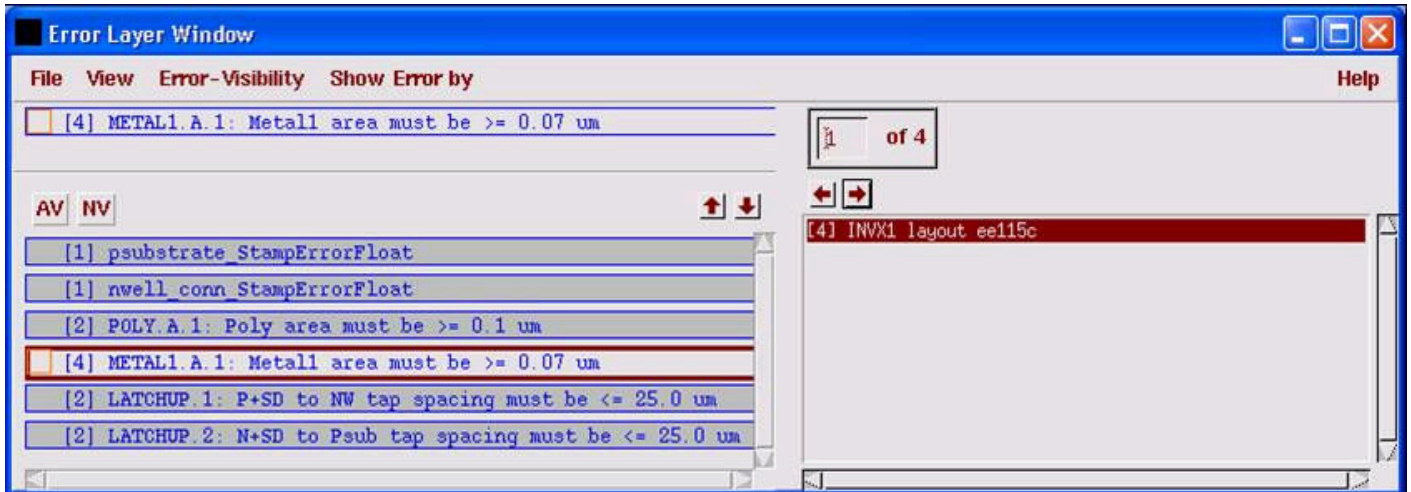 Error Layer Window
File View Error-Visibility Show Error by Help
[4] METAL1.A.1: Metal1 area must be >= 0.07 um
1 of 4
AV NV
[4] INVX1 layout ee115c
[1] psubstrate_StampErrorFloat
[1] nwell_conn_StampErrorFloat
[2] POLY.A.1: Poly area must be >= 0.1 um
[4] METAL1.A.1: Metal1 area must be >= 0.07 um
[2] LATCHUP.1: P+SD to NW tap spacing must be <= 25.0 um
[2] LATCHUP.2: N+SD to Psub tap spacing must be <= 25.0 um